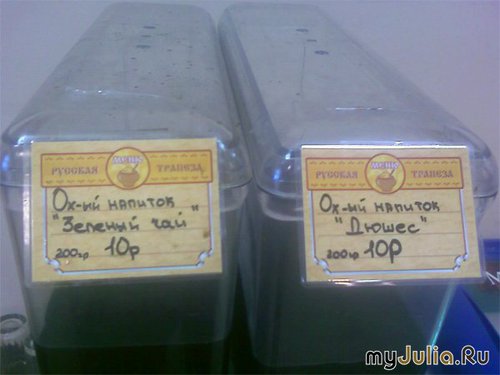 МЕНЮ
РУССКАЯ ТРАПЕЗА
Ох-ый напиток
"Зеленый чай"
200гр 10р
МЕНЮ
РУССКАЯ ТРАПЕЗА
Ох-ый напиток
"Дюшес"
200гр 10р
myJulia.Ru